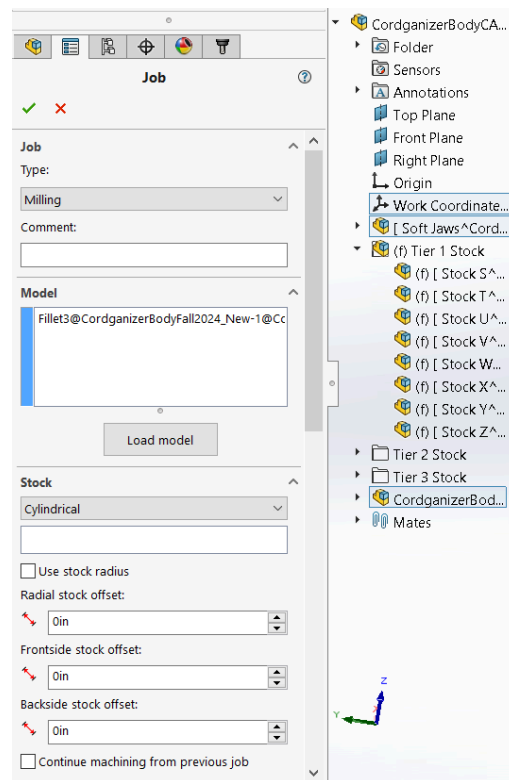 Job
Job
Type:
Milling
Comment:
Model
Fillet3@CordganizerBodyFall2024_New-1@Cc
Load model
Stock
Cylindrical
Use stock radius
Radial stock offset:
0in
Frontside stock offset:
0in
Backside stock offset:
0in
Continue machining from previous job
CordganizerBodyCA...
Folder
Sensors
A Annotations
Top Plane
Front Plane
Right Plane
Origin
Work Coordinate...
[ Soft Jaws^Cord...
(f) Tier 1 Stock
(f) [ Stock S^...
(f) [ Stock T^...
(f) [ Stock U^...
(f) [ Stock V^...
(f) [ Stock W...
(f) [ Stock X^...
(f) [ Stock Y^...
(f) [ Stock Z^...
Tier 2 Stock
Tier 3 Stock
CordganizerBod...
Mates
Z
Y